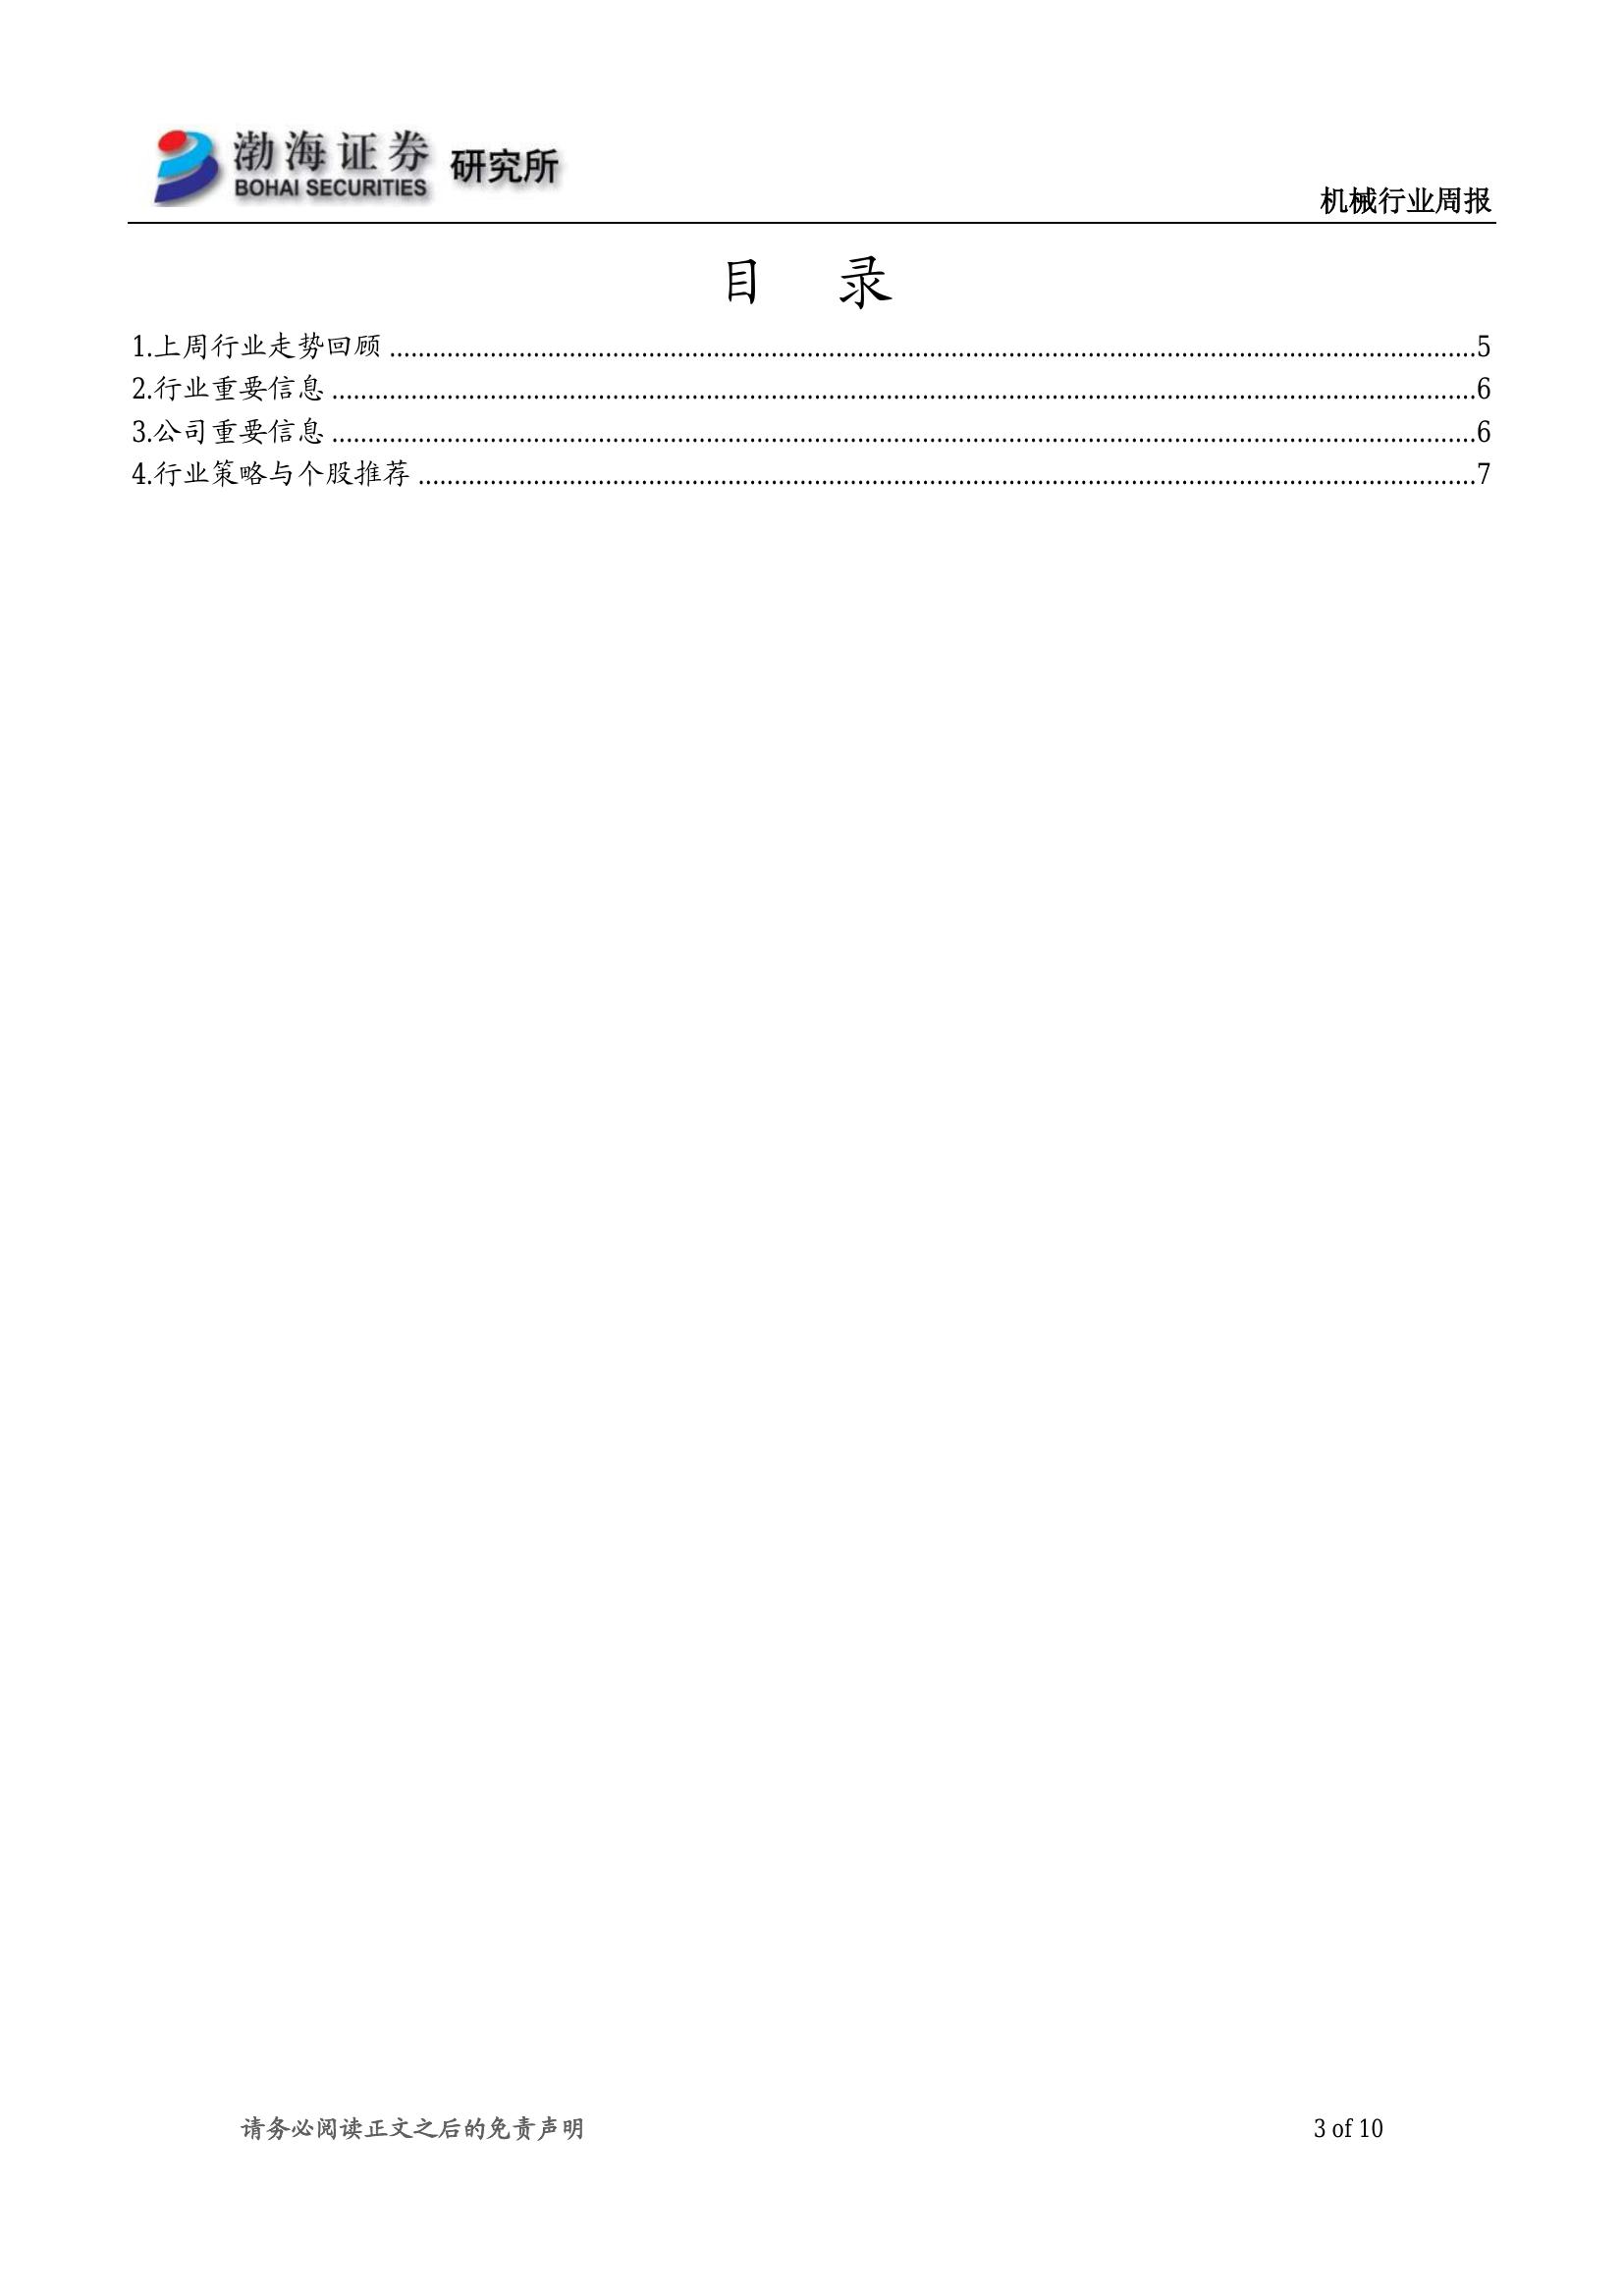 渤海证券 研究所
BOHAI SECURITIES
机械行业周报
目 录
1.上周行业走势回顾 ........................................................................................................................................................5
2.行业重要信息 ................................................................................................................................................................6
3.公司重要信息 ................................................................................................................................................................6
4.行业策略与个股推荐 ....................................................................................................................................................7
请务必阅读正文之后的免责声明 3 of 10